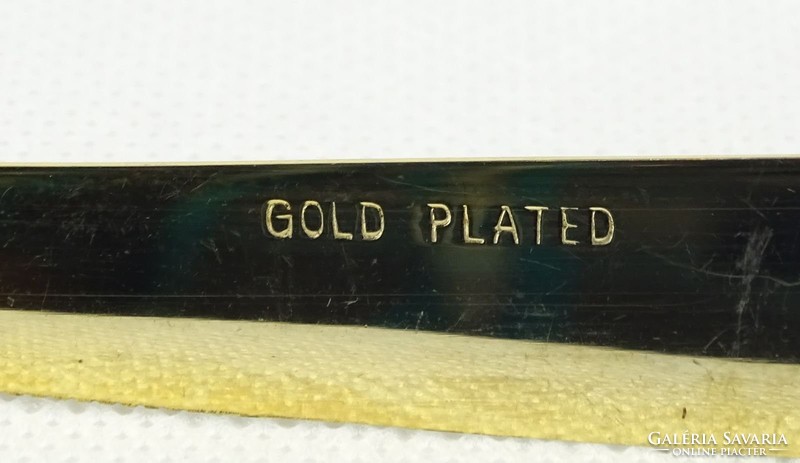 GOLD PLATED
GALÉRIA SAVARIA
ONLINE PIACTÉR